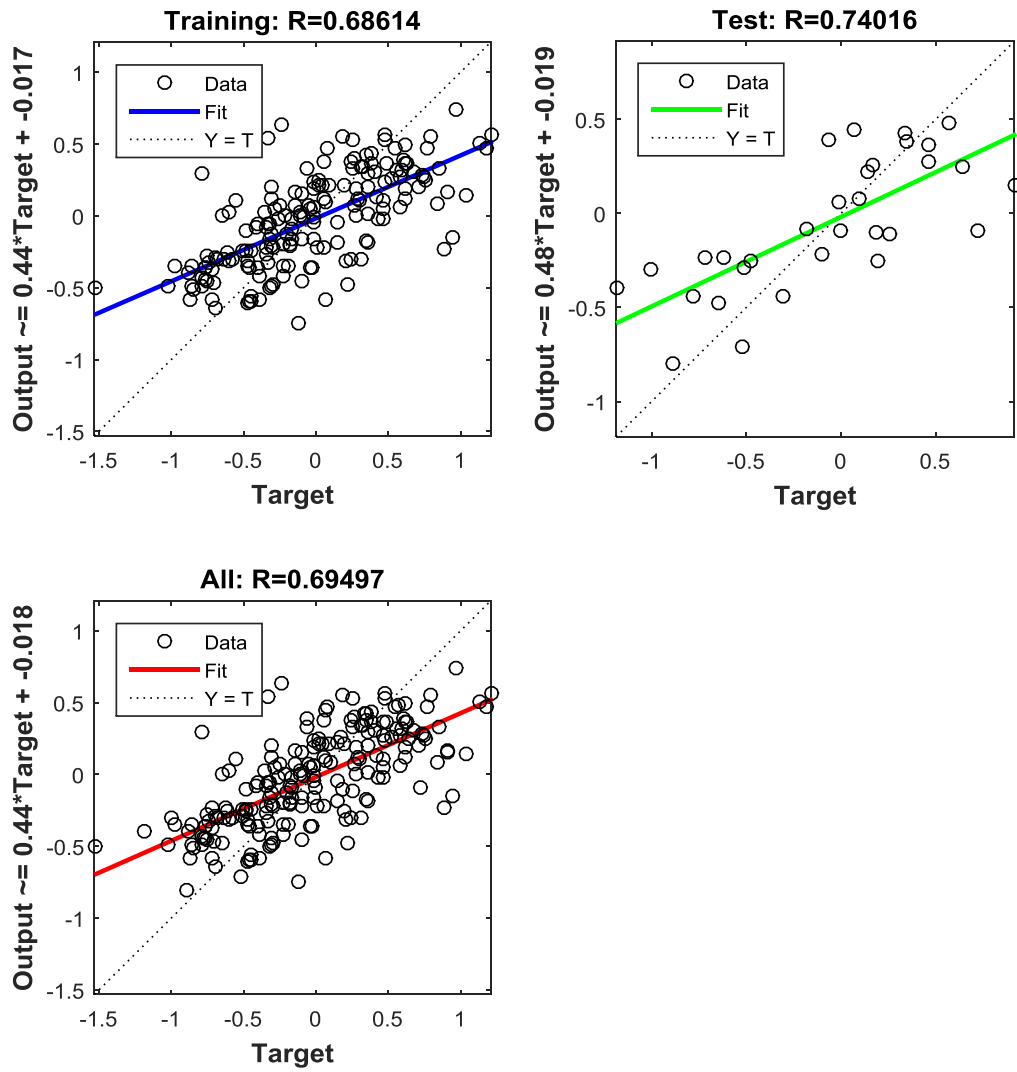 Training: R=0.68614
Output ~= 0.44*Target + -0.017
Data
Fit
Y = T
1
0.5
0
-0.5
-1
-1.5
-1.5 -1 -0.5 0 0.5 1
Target
Test: R=0.74016
Output ~= 0.48*Target + -0.019
Data
Fit
Y = T
0.5
0
-0.5
-1
-1 -0.5 0 0.5
Target
All: R=0.69497
Output ~= 0.44*Target + -0.018
Data
Fit
Y = T
1
0.5
0
-0.5
-1
-1.5
-1.5 -1 -0.5 0 0.5 1
Target